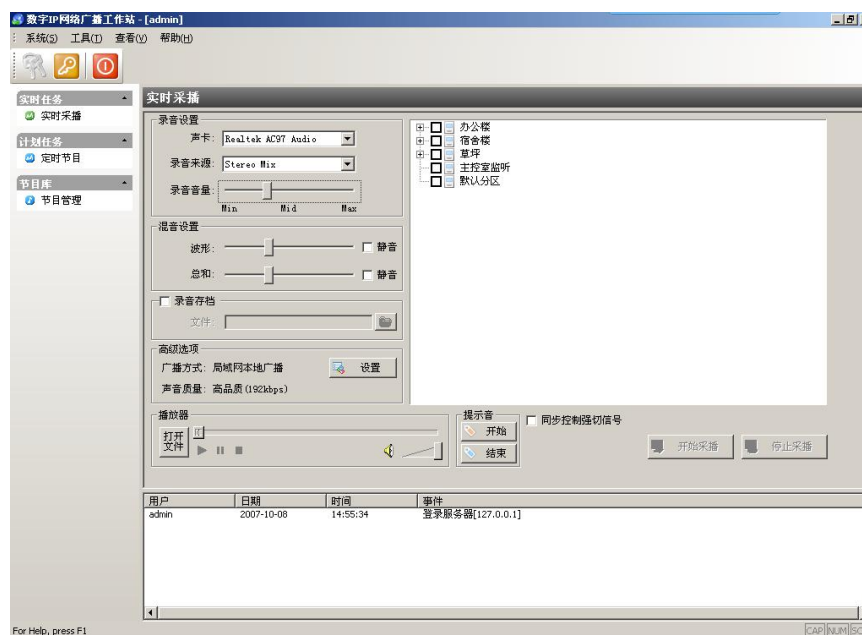 数字IP网络广播工作站 - [admin]
系统(S) 工具(T) 查看(V) 帮助(H)
实时任务
实时采播
计划任务
定时节目
节目库
节目管理
实时采播
录音设置
声卡: Realtek AC97 Audio
录音来源: Stereo Mix
录音音量:
Min Mid Max
混音设置
波形: 静音
总和: 静音
录音存档
文件:
高级选项
广播方式: 局域网本地广播 设置
声音质量: 高品质(192kbps)
办公楼
宿舍楼
草坪
主控室监听
默认分区
播放器
打开
文件
提示音
开始
结束
同步控制强切信号
开始采播 停止采播
用户 日期 时间 事件
admin 2007-10-08 14:55:34 登录服务器[127.0.0.1]
For Help, press F1 CAP NUM SC